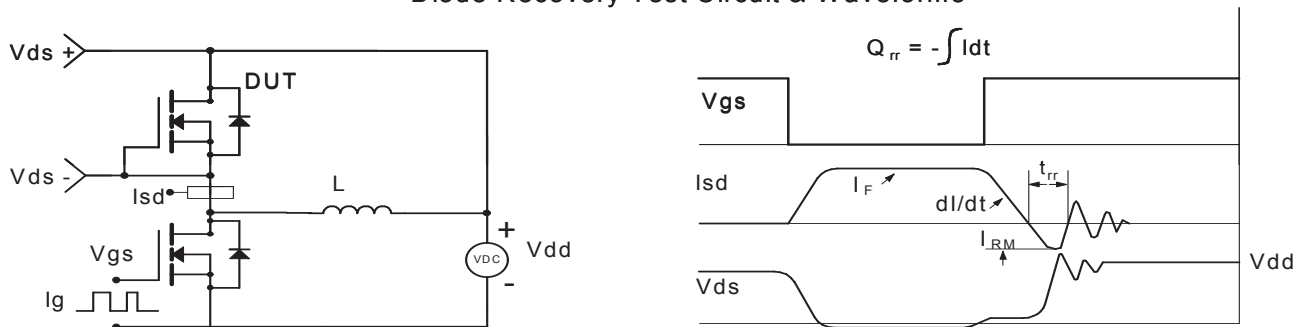 Diode Recovery Test Circuit & Waveforms
Vds +
DUT
Vds -
Isd
L
Vgs
Ig
+
VDC
-
Vdd
Q rr = -∫Idt
Vgs
Isd
I F
dI/dt
t rr
I RM
Vds
Vdd